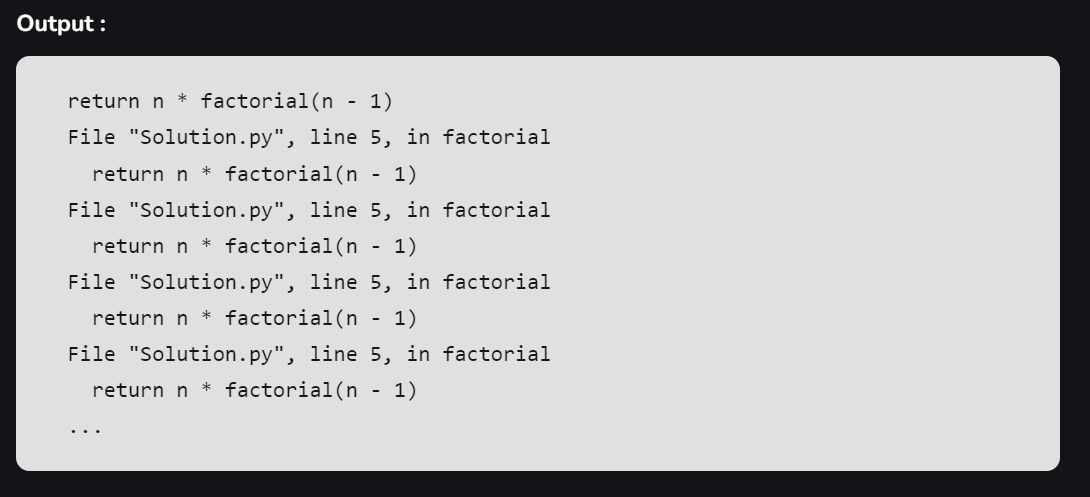 Output :
return n * factorial(n - 1)
File "Solution.py", line 5, in factorial
return n * factorial(n - 1)
File "Solution.py", line 5, in factorial
return n * factorial(n - 1)
File "Solution.py", line 5, in factorial
return n * factorial(n - 1)
File "Solution.py", line 5, in factorial
return n * factorial(n - 1)
...